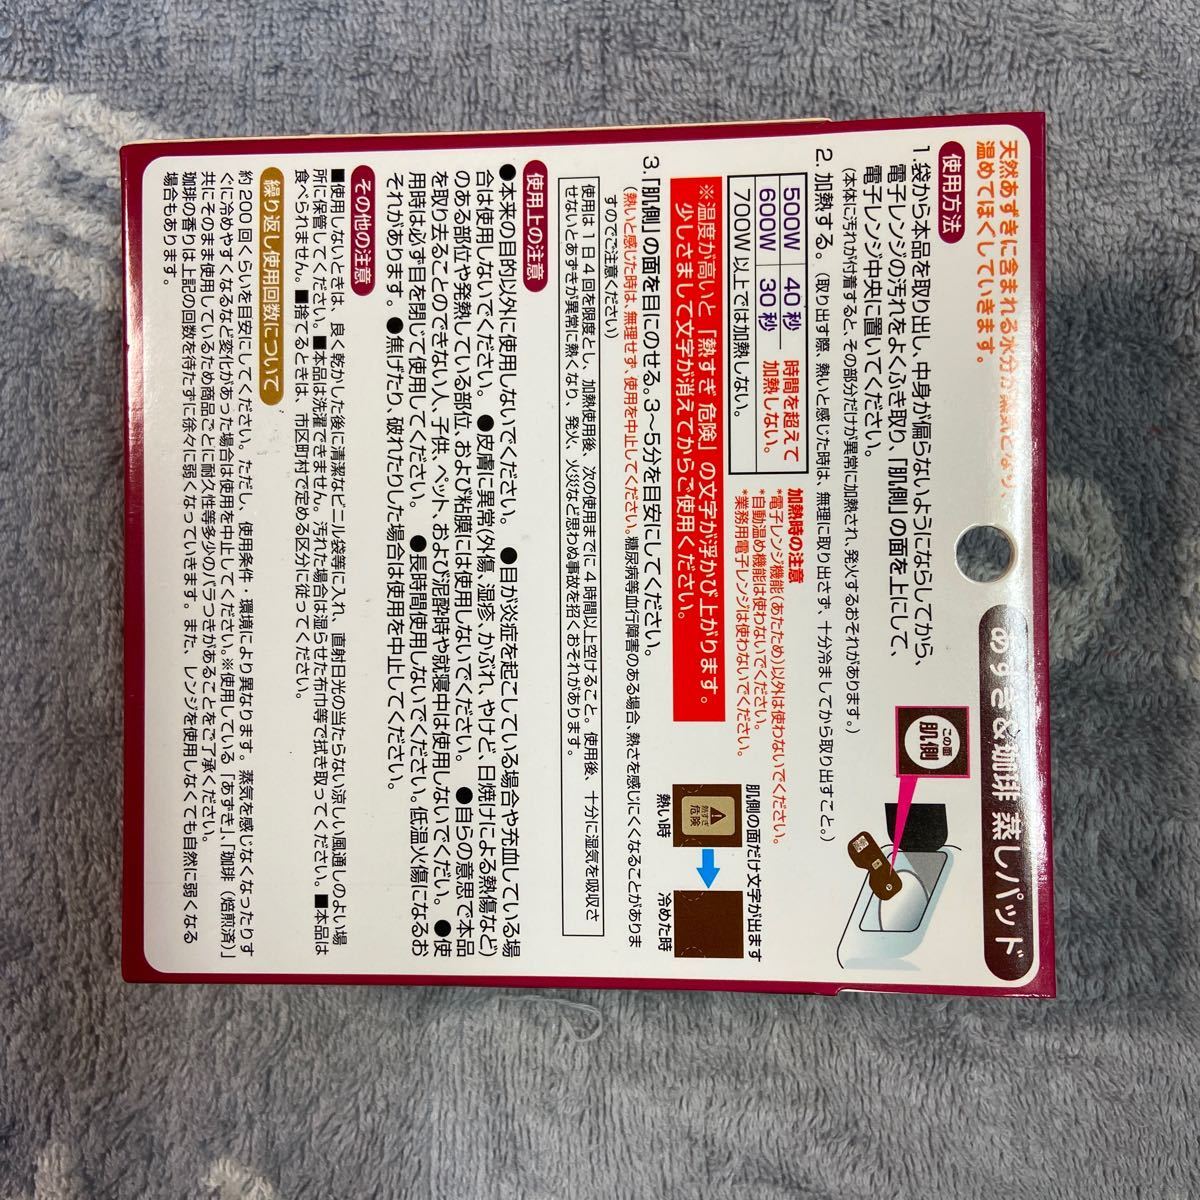 あずき&珈琲 蒸しパッド
天然あずきに含まれる水分が蒸気となり、
温めてほぐしていきます。
使用方法
1.袋から本品を取り出し、中身が偏らないようにならしてから、
電子レンジの汚れをよくふき取り、「肌側」の面を上にして、
電子レンジ中央に置いてください。
(本体に汚れが付着すると、その部分だけが異常に加熱され、発火するおそれがあります。)
この面
肌側
2.加熱する。(取り出す際、熱いと感じた時は、無理に取り出さず、十分冷ましてから取り出すこと。)
500W 40秒
600W 30秒
時間を超えて
加熱しない。
700W以上では加熱しない。
加熱時の注意
*電子レンジ機能(あたため)以外は使わないでください。
*自動温め機能は使わないでください。
*業務用電子レンジは使わないでください。
※温度が高いと「熱すぎ 危険」の文字が浮かび上がります。
少しさまして文字が消えてからご使用ください。
肌側の面だけ文字が出ます
熱すぎ
危険
熱い時
冷めた時
3.「肌側」の面を目にのせる。3〜5分を目安にしてください。
(熱いと感じた時は、無理せず、使用を中止してください。糖尿病等血行障害のある場合、熱さを感じにくくなることがありま
すのでご注意ください)
使用は1日4回を限度とし、加熱使用後、次の使用までに4時間以上空けること。使用後、十分に湿気を吸収さ
せないとあずきが異常に熱くなり、発火、火災など思わぬ事故を招くおそれがあります。
使用上の注意
●本来の目的以外に使用しないでください。 ●目が炎症を起こしている場合や充血している場
合は使用しないでください。 ●皮膚に異常(外傷、湿疹、かぶれ、やけど、日焼けによる熱傷など)
のある部位や発熱している部位、および粘膜には使用しないでください。 ●自らの意思で本品
を取り去ることのできない人、子供、ペット、および泥酔時や就寝中は使用しないでください。 ●使
用時は必ず目を閉じて使用してください。 ●長時間使用しないでください。低温火傷になるお
それがあります。 ●焦げたり、破れたりした場合は使用を中止してください。
その他の注意
■使用しないときは、良く乾かした後に清潔なビニル袋等に入れ、直射日光の当たらない涼しい風通しのよい場
所に保管してください。■本品は洗濯できません。汚れた場合は湿らせた布巾等で拭き取ってください。■本品は
食べられません。■捨てるときは、市区町村で定める区分に従ってください。
繰り返し使用回数について
約200回くらいを目安にしてください。ただし、使用条件・環境により異なります。蒸気を感じなくなったりす
ぐに冷めやすくなるなど変化があった場合は使用を中止してください。※使用している「あずき」、「珈琲(焙煎済)」
共にそのまま使用しているため商品ごとに耐久性等多少のバラつきがあることをご了承ください。
珈琲の香りは上記の回数を待たずに徐々に弱くなっていきます。また、レンジを使用しなくても自然に弱くなる
場合もあります。